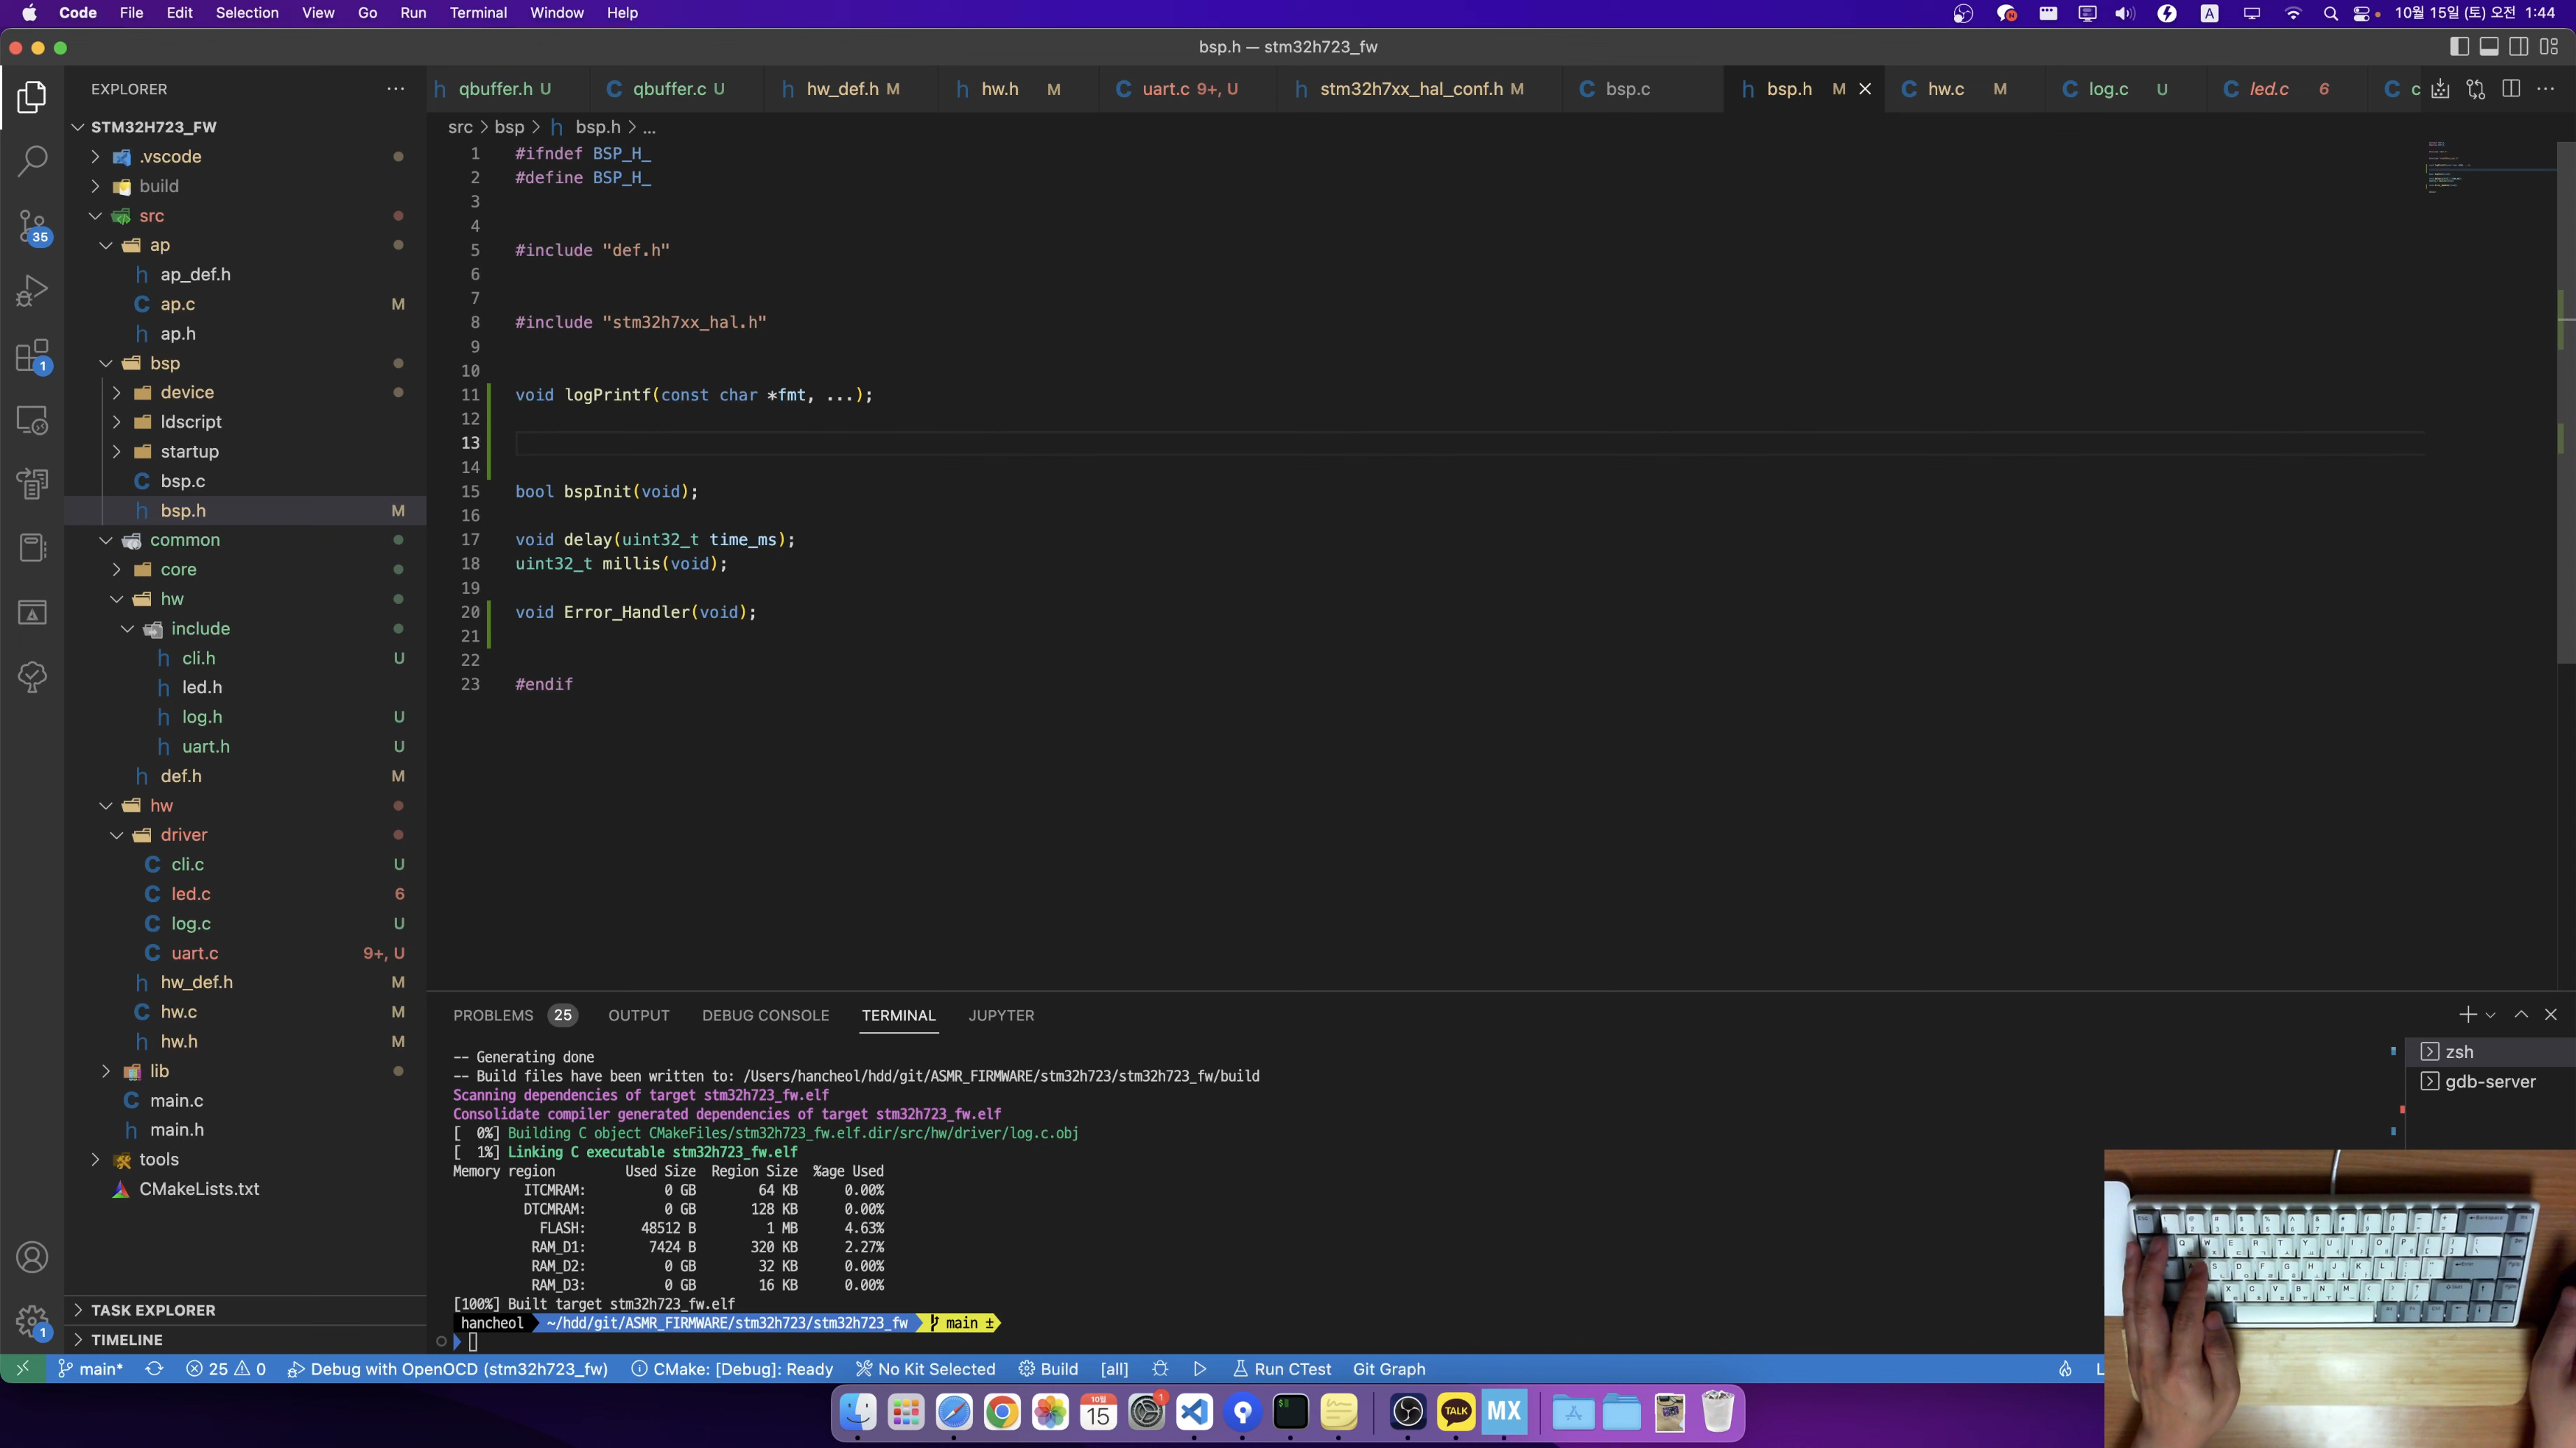 Code File Edit Selection View Go Run Terminal Window Help
A 10월 15일 (토) 오전 1:44
bsp.h — stm32h723_fw
EXPLORER
STM32H723_FW
.vscode
build
src
ap
ap_def.h
ap.c M
ap.h
bsp
device
ldscript
startup
bsp.c
bsp.h M
common
core
hw
include
cli.h U
led.h
log.h U
uart.h U
def.h M
hw
driver
cli.c U
led.c 6
log.c U
uart.c 9+, U
hw_def.h M
hw.c M
hw.h M
lib
main.c
main.h
tools
CMakeLists.txt
TASK EXPLORER
TIMELINE
35
1
1
qbuffer.h U qbuffer.c U hw_def.h M hw.h M uart.c 9+, U stm32h7xx_hal_conf.h M bsp.c bsp.h M hw.c M log.c U led.c 6 c
src > bsp > h bsp.h > ...
1 #ifndef BSP_H_
2 #define BSP_H_
3
4
5 #include "def.h"
6
7
8 #include "stm32h7xx_hal.h"
9
10
11 void logPrintf(const char *fmt, ...);
12
13
14
15 bool bspInit(void);
16
17 void delay(uint32_t time_ms);
18 uint32_t millis(void);
19
20 void Error_Handler(void);
21
22
23 #endif
PROBLEMS 25 OUTPUT DEBUG CONSOLE TERMINAL JUPYTER
-- Generating done
-- Build files have been written to: /Users/hancheol/hdd/git/ASMR_FIRMWARE/stm32h723/stm32h723_fw/build
Scanning dependencies of target stm32h723_fw.elf
Consolidate compiler generated dependencies of target stm32h723_fw.elf
[  0%] Building C object CMakeFiles/stm32h723_fw.elf.dir/src/hw/driver/log.c.obj
[  1%] Linking C executable stm32h723_fw.elf
Memory region Used Size Region Size %age Used
ITCMRAM: 0 GB 64 KB 0.00%
DTCMRAM: 0 GB 128 KB 0.00%
FLASH: 48512 B 1 MB 4.63%
RAM_D1: 7424 B 320 KB 2.27%
RAM_D2: 0 GB 32 KB 0.00%
RAM_D3: 0 GB 16 KB 0.00%
[100%] Built target stm32h723_fw.elf
hancheol ~/hdd/git/ASMR_FIRMWARE/stm32h723/stm32h723_fw main ±
zsh
gdb-server
main* 25 0 Debug with OpenOCD (stm32h723_fw) CMake: [Debug]: Ready No Kit Selected Build [all] Run CTest Git Graph L
10월
15
1
TALK
MX